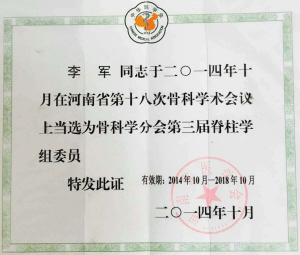 李 军 同志于二〇一四年十
月在河南省第十八次骨科学术会议
上当选为骨科学分会第三届脊柱学
组委员
特发此证
有效期：2014年10月—2018年10月
二〇一四年十月